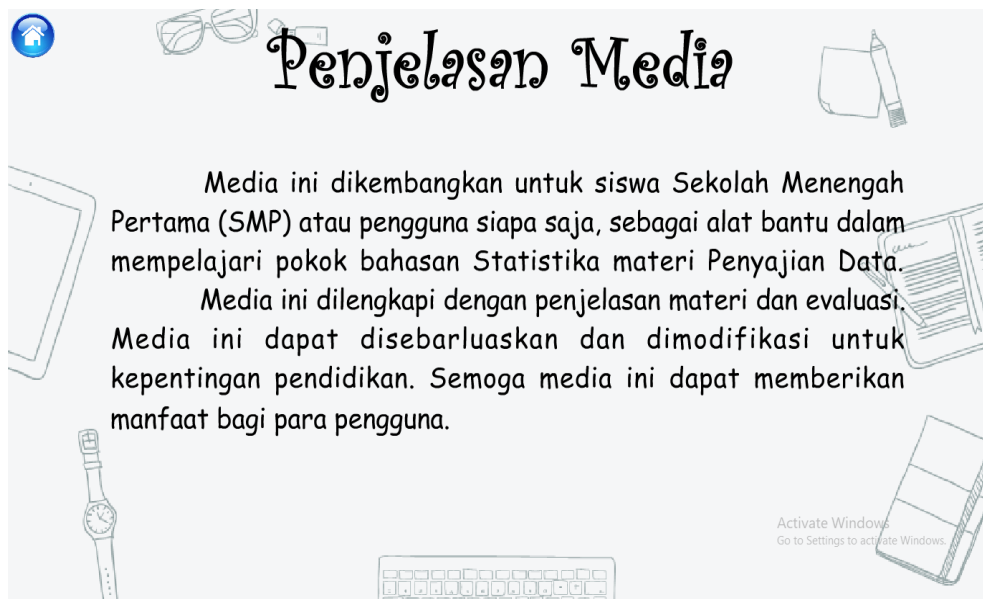 Penjelasan Media
Media ini dikembangkan untuk siswa Sekolah Menengah
Pertama (SMP) atau pengguna siapa saja, sebagai alat bantu dalam
mempelajari pokok bahasan Statistika materi Penyajian Data.
Media ini dilengkapi dengan penjelasan materi dan evaluasi.
Media ini dapat disebarluaskan dan dimodifikasi untuk
kepentingan pendidikan. Semoga media ini dapat memberikan
manfaat bagi para pengguna.
Activate Windows
Go to Settings to activate Windows.